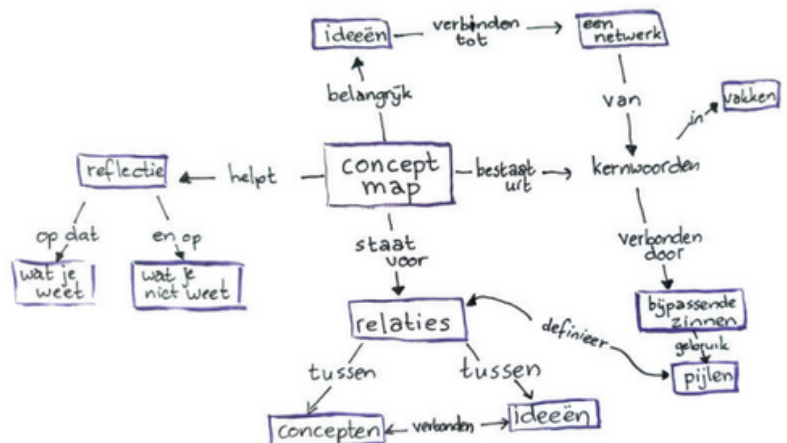 ideeën
verbinden
tot
een
netwerk
belangrijk
van
in
vakken
reflectie
helpt
concept
map
bestaat
uit
kernwoorden
op dat
en op
wat je
weet
wat je
niet weet
staat
voor
verbonden
door
relaties
definieer
bijpassende
zinnen
gebruik
pijlen
tussen
tussen
concepten
verbonden
ideeën